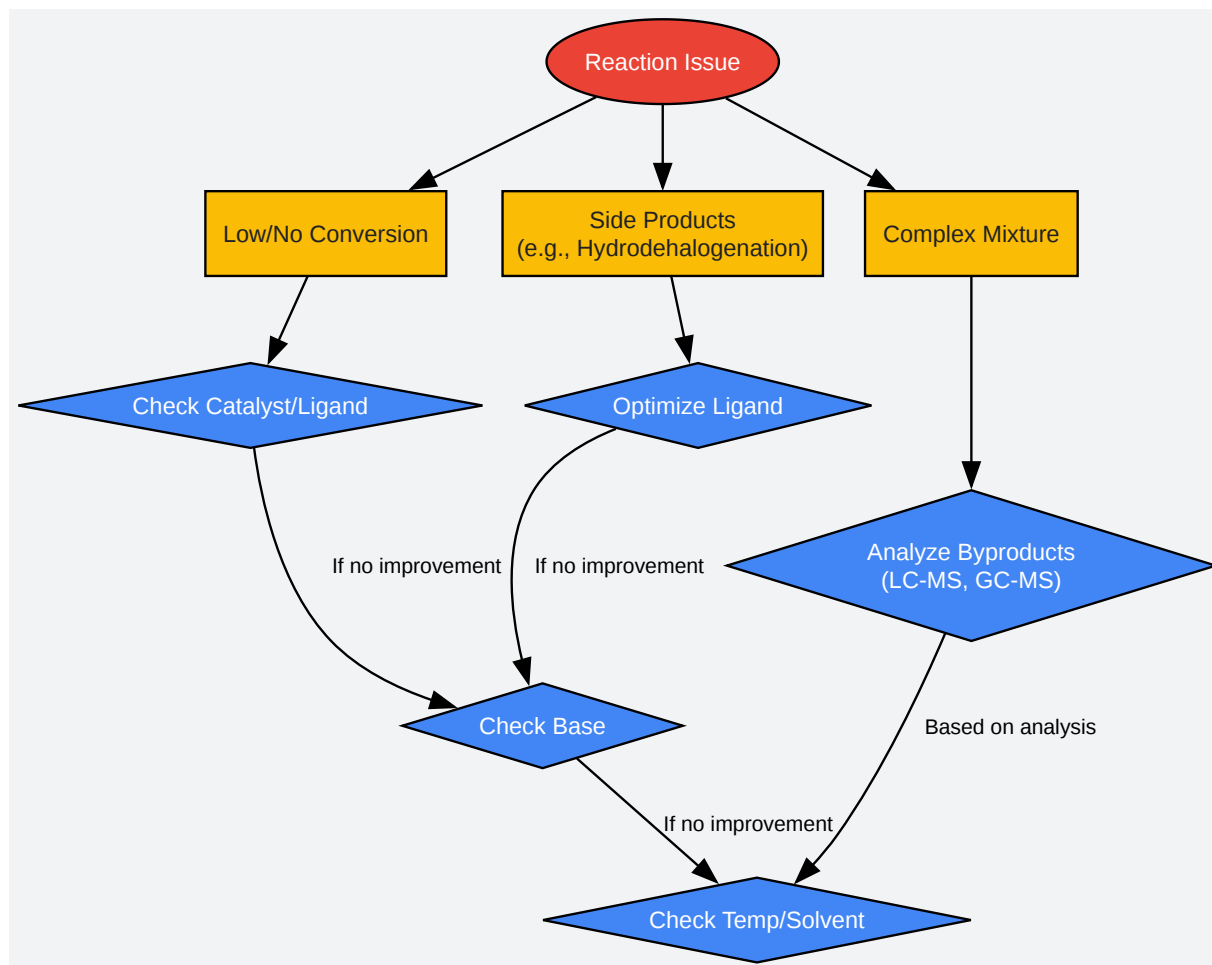 Reaction Issue
Low/No Conversion
Side Products
(e.g., Hydrodehalogenation)
Complex Mixture
Check Catalyst/Ligand
Optimize Ligand
If no improvement
If no improvement
Analyze Byproducts
(LC-MS, GC-MS)
Check Base
Based on analysis
If no improvement
Check Temp/Solvent